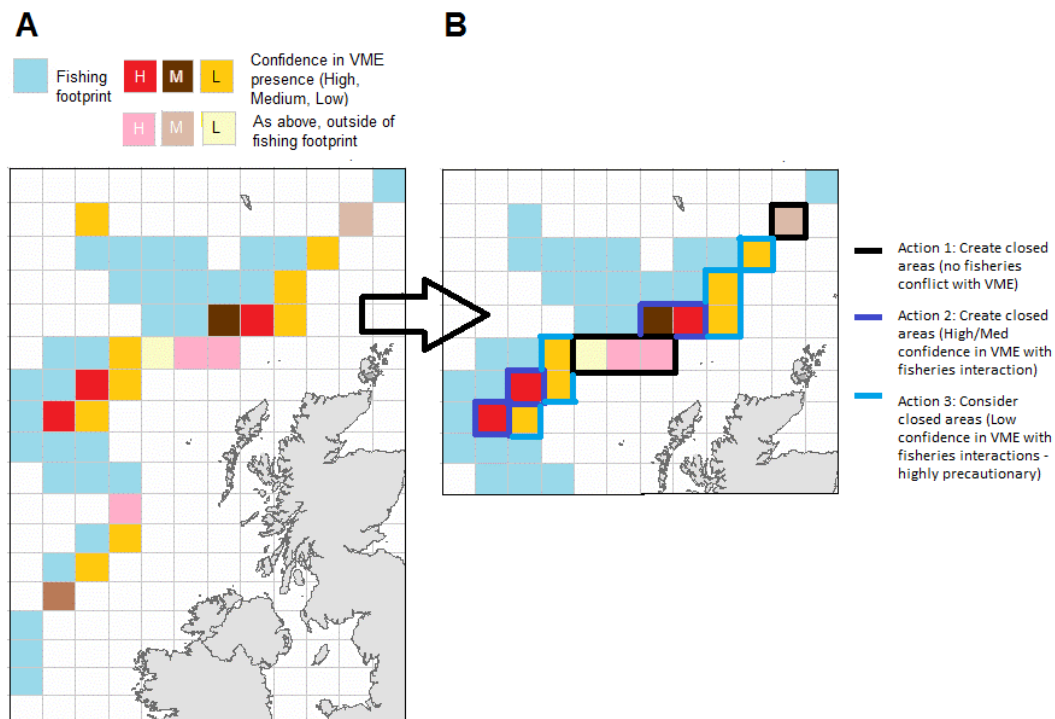 A
B
Fishing
footprint
H
M
L
Confidence in VME
presence (High,
Medium, Low)
H
M
L
As above, outside of
fishing footprint
Action 1: Create closed
areas (no fisheries
conflict with VME)
Action 2: Create closed
areas (High/Med
confidence in VME with
fisheries interaction)
Action 3: Consider
closed areas (Low
confidence in VME with
fisheries interactions -
highly precautionary)